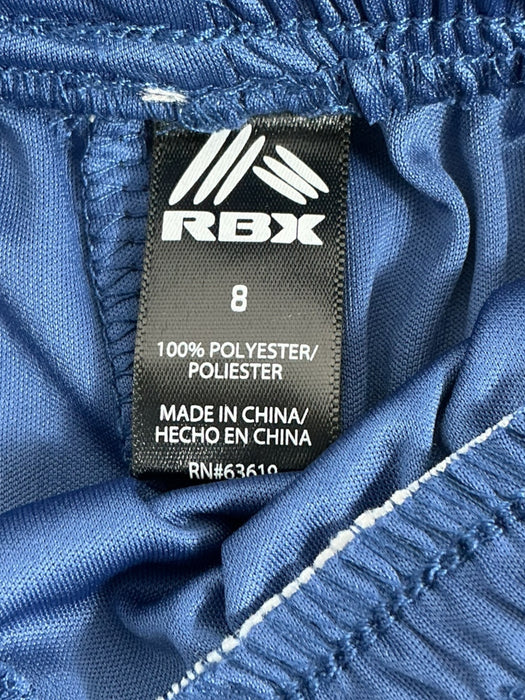 RBX
8
100% POLYESTER/
POLIESTER
MADE IN CHINA/
HECHO EN CHINA
RN#63619